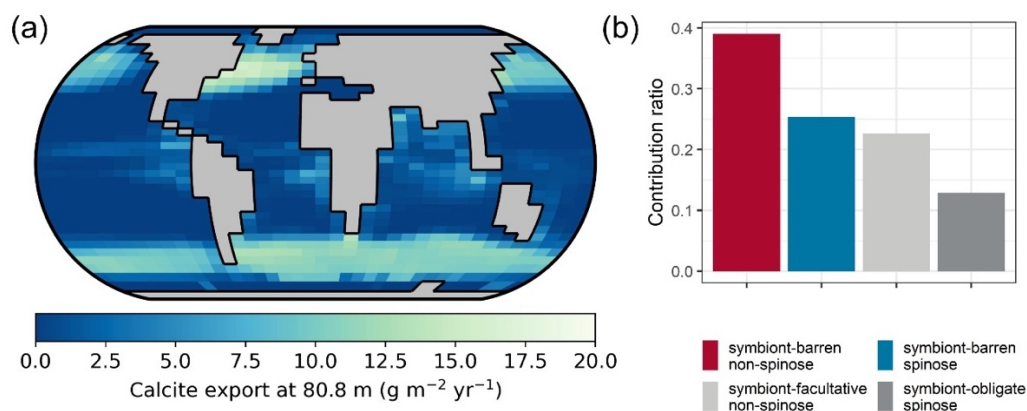 (a)
0.0 2.5 5.0 7.5 10.0 12.5 15.0 17.5 20.0
Calcite export at 80.8 m (g m⁻² yr⁻¹)
(b)
Contribution ratio
0.4
0.3
0.2
0.1
0.0
symbiont-barren
non-spinose
symbiont-barren
spinose
symbiont-facultative
non-spinose
symbiont-obligate
spinose